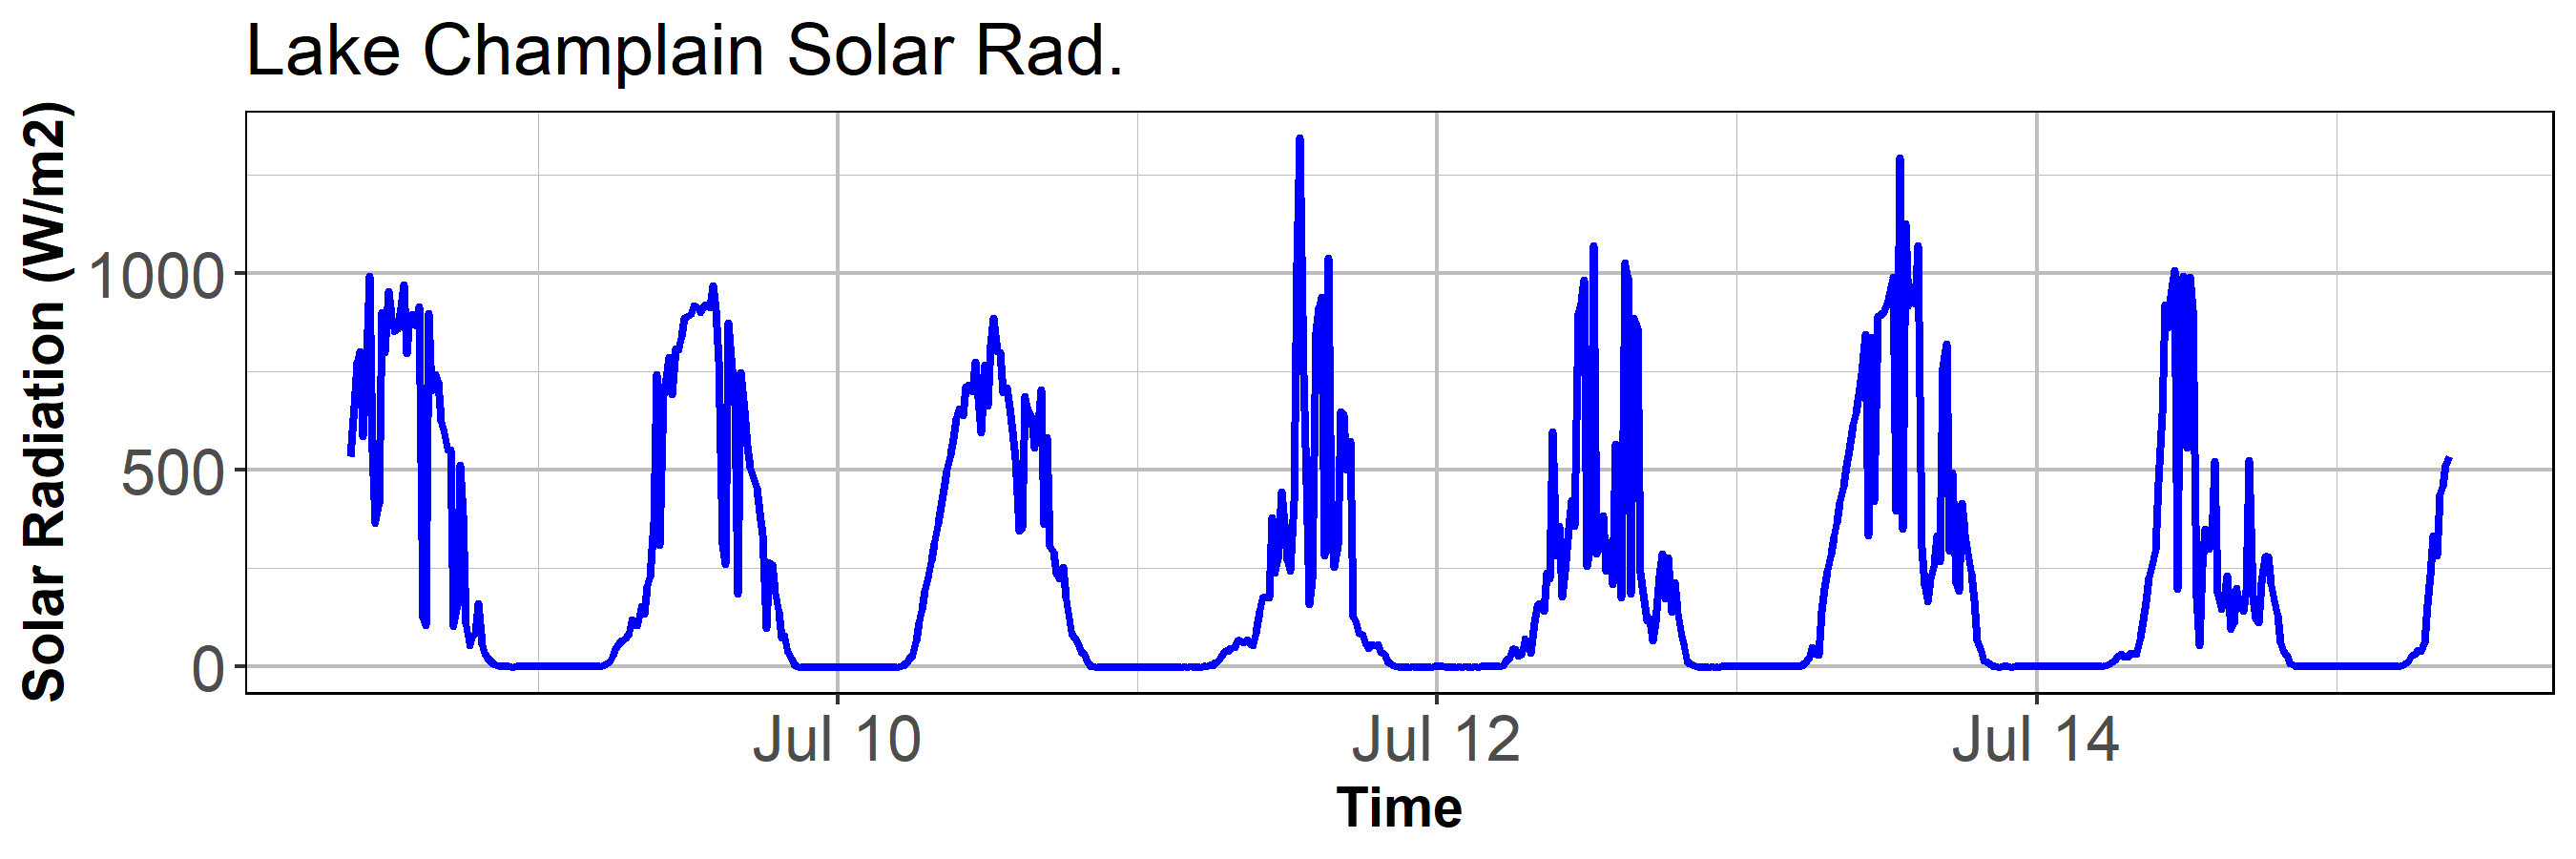 Lake Champlain Solar Rad.
Solar Radiation (W/m2)
1000
500
0
Jul 10
Jul 12
Jul 14
Time